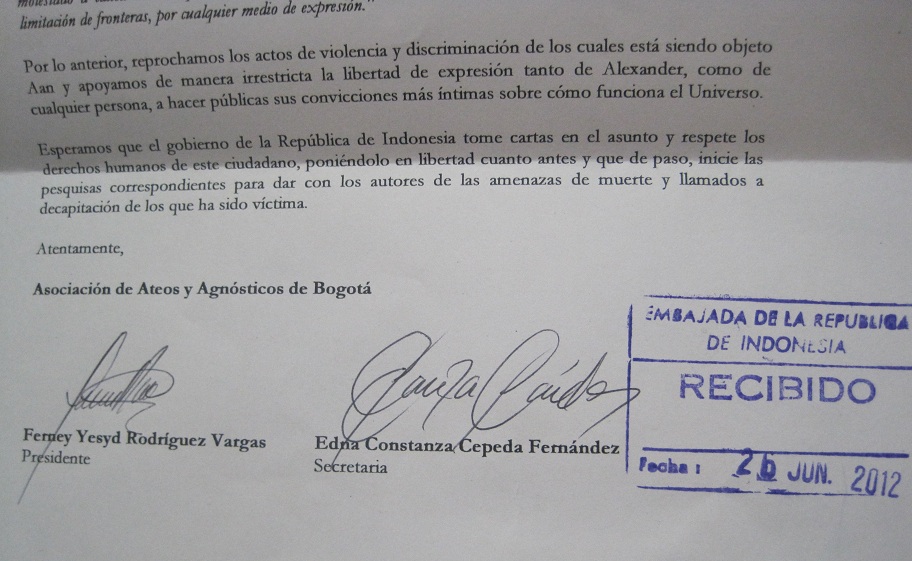 limitación de fronteras, por cualquier medio de expresión."
Por lo anterior, reprochamos los actos de violencia y discriminación de los cuales está siendo objeto
Aan y apoyamos de manera irrestricta la libertad de expresión tanto de Alexander, como de
cualquier persona, a hacer públicas sus convicciones más íntimas sobre cómo funciona el Universo.
Esperamos que el gobierno de la República de Indonesia tome cartas en el asunto y respete los
derechos humanos de este ciudadano, poniéndolo en libertad cuanto antes y que de paso, inicie las
pesquisas correspondientes para dar con los autores de las amenazas de muerte y llamados a
decapitación de los que ha sido víctima.
Atentamente,
Asociación de Ateos y Agnósticos de Bogotá
Ferney Yesyd Rodríguez Vargas
Presidente
Edna Constanza Cepeda Fernández
Secretaria
EMBAJADA DE LA REPUBLICA
DE INDONESIA
RECIBIDO
Fecha : 26 JUN. 2012